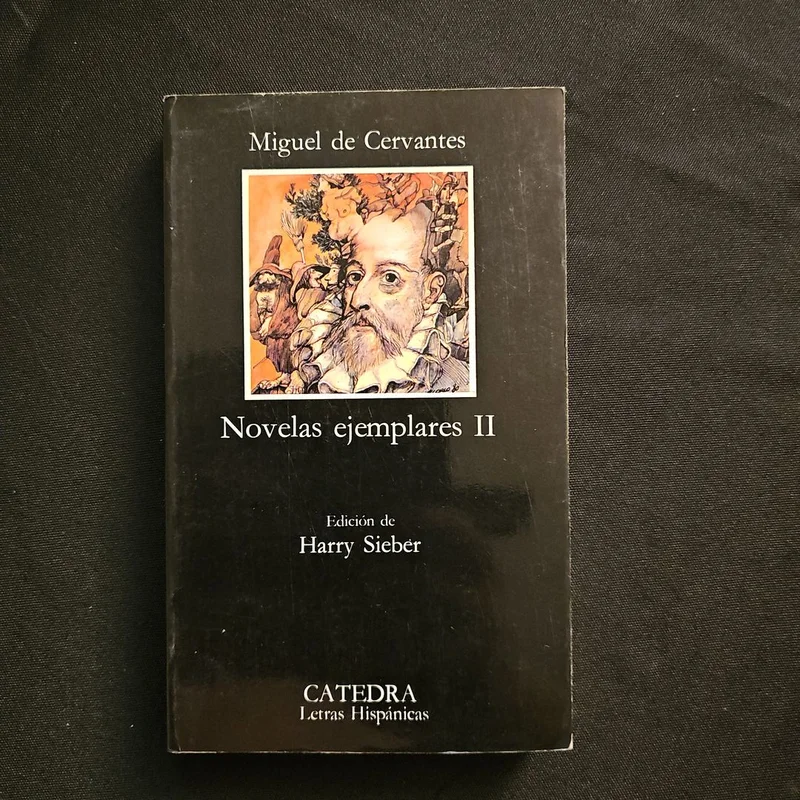 Miguel de Cervantes
Novelas ejemplares II
Edición de
Harry Sieber
CATEDRA
Letras Hispánicas